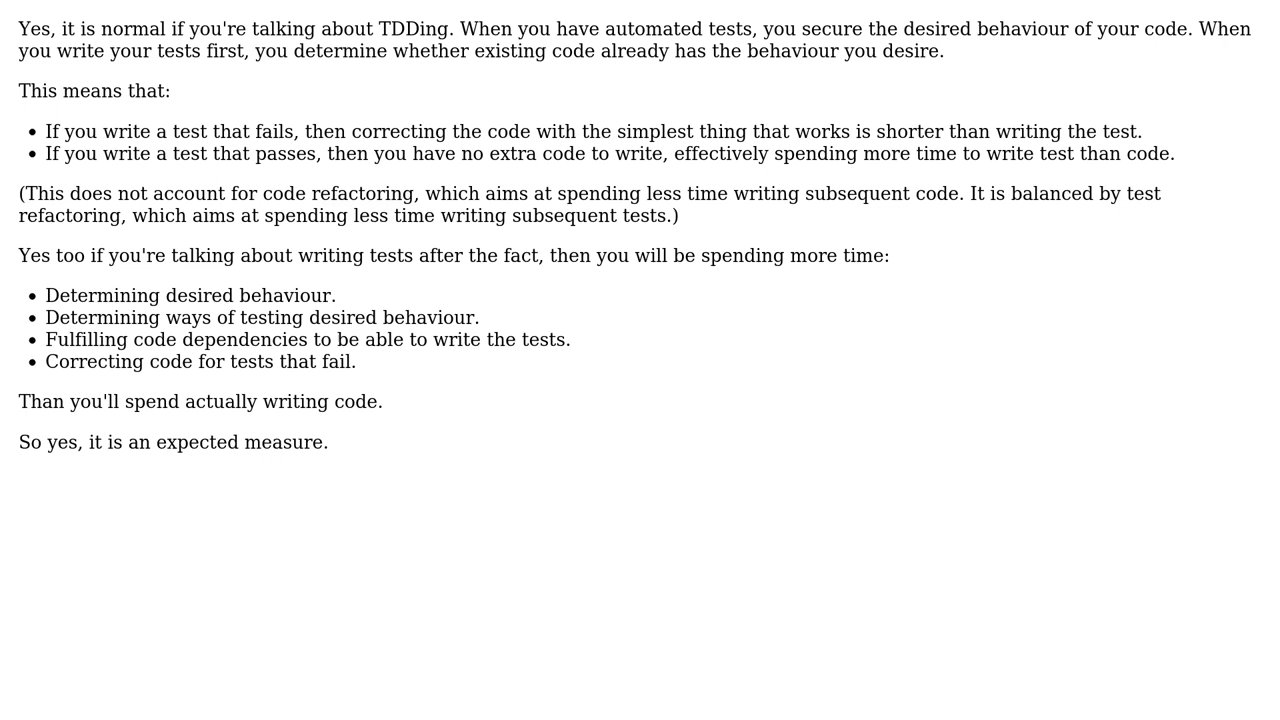 Yes, it is normal if you're talking about TDDing. When you have automated tests, you secure the desired behaviour of your code. When
you write your tests first, you determine whether existing code already has the behaviour you desire.
This means that:
• If you write a test that fails, then correcting the code with the simplest thing that works is shorter than writing the test.
• If you write a test that passes, then you have no extra code to write, effectively spending more time to write test than code.
(This does not account for code refactoring, which aims at spending less time writing subsequent code. It is balanced by test
refactoring, which aims at spending less time writing subsequent tests.)
Yes too if you're talking about writing tests after the fact, then you will be spending more time:
• Determining desired behaviour.
• Determining ways of testing desired behaviour.
• Fulfilling code dependencies to be able to write the tests.
• Correcting code for tests that fail.
Than you'll spend actually writing code.
So yes, it is an expected measure.